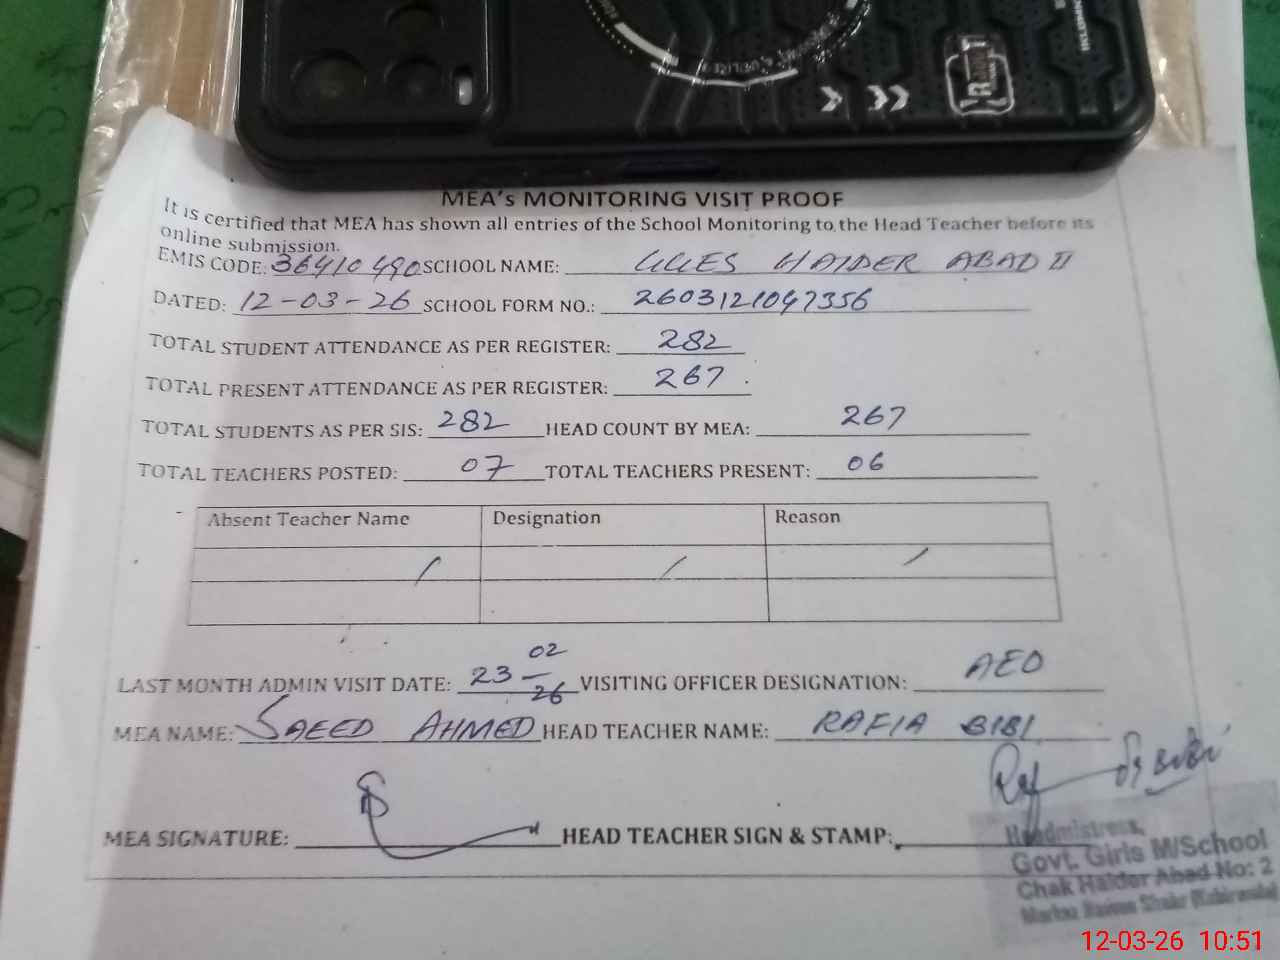 MEA's MONITORING VISIT PROOF
It is certified that MEA has shown all entries of the School Monitoring to the Head Teacher before its
online submission.
EMIS CODE: 36410490 SCHOOL NAME: GGES HAIDER ABAD II
DATED: 12-03-26 SCHOOL FORM NO.: 2603121047356
TOTAL STUDENT ATTENDANCE AS PER REGISTER: 282
TOTAL PRESENT ATTENDANCE AS PER REGISTER: 267
TOTAL STUDENTS AS PER SIS: 282 HEAD COUNT BY MEA: 267
TOTAL TEACHERS POSTED: 07 TOTAL TEACHERS PRESENT: 06
Absent Teacher Name Designation Reason
/ / /
LAST MONTH ADMIN VISIT DATE: 23-02-26 VISITING OFFICER DESIGNATION: AEO
MEA NAME: SAEED AHMED HEAD TEACHER NAME: RAFIA BIBI
MEA SIGNATURE: HEAD TEACHER SIGN & STAMP:
Headmistress,
Govt. Girls M/School
Chak Haider Abad No: 2
12-03-26 10:51